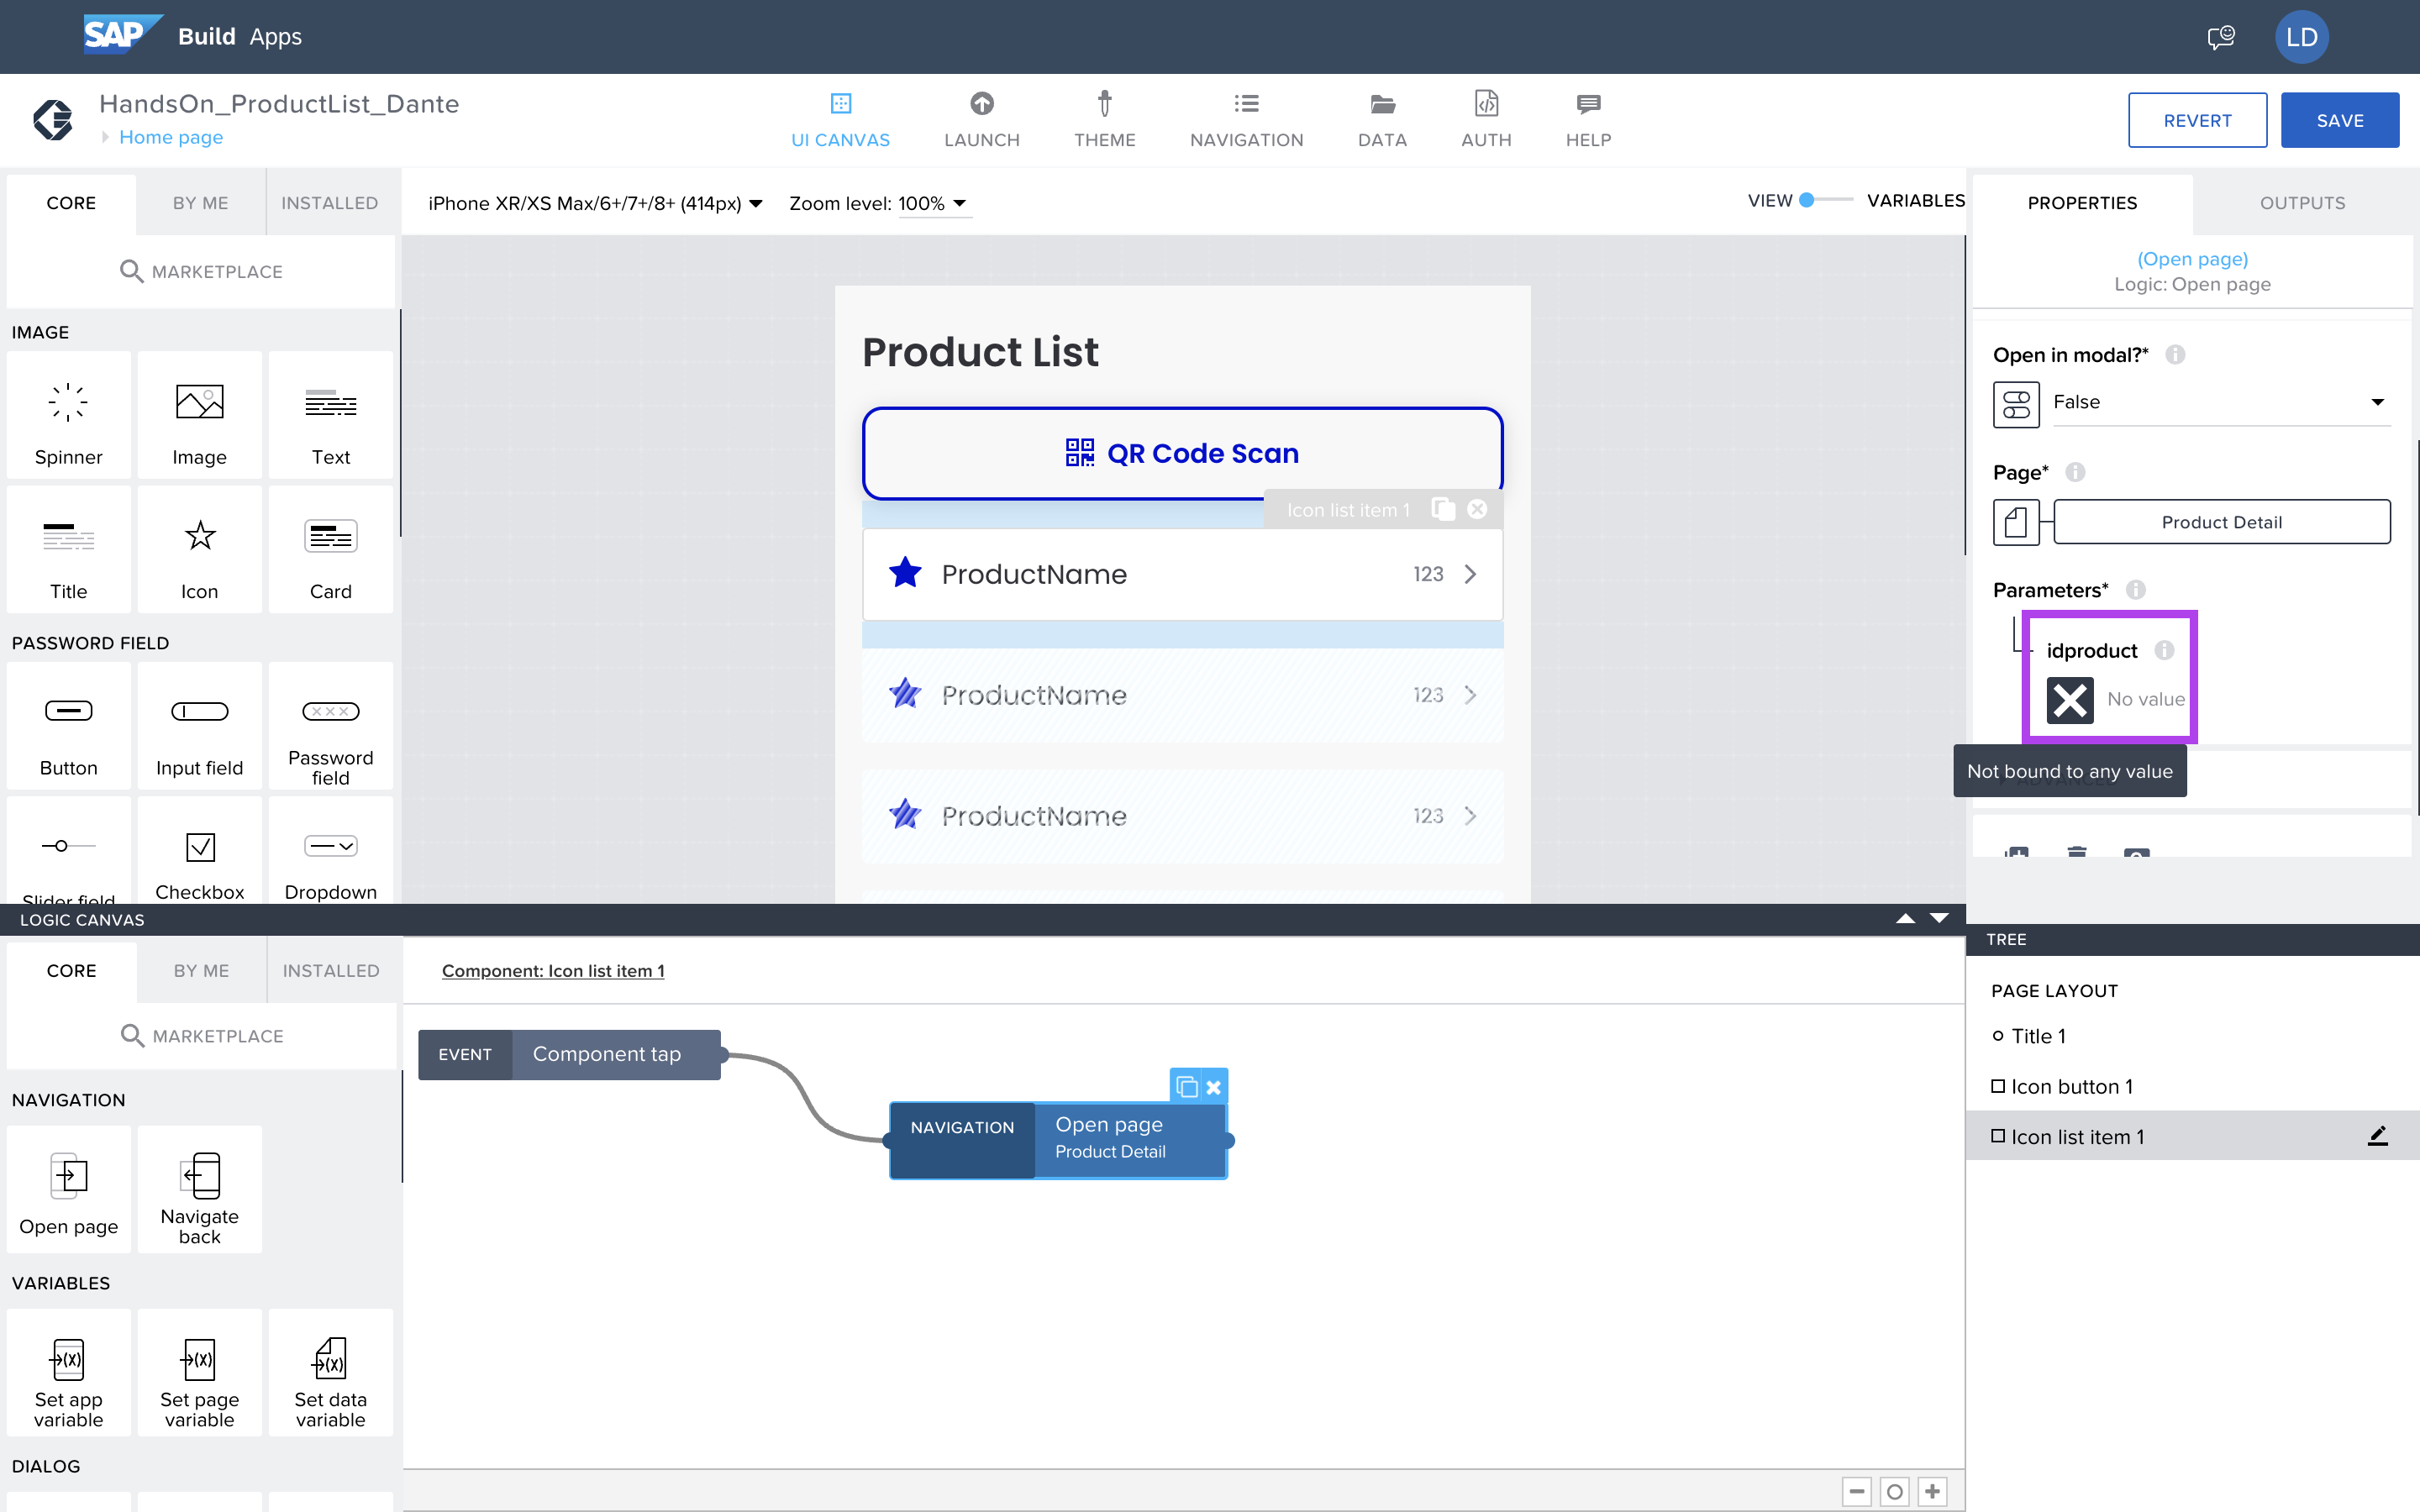 SAP Build Apps
LD
HandsOn_ProductList_Dante
Home page
UI CANVAS
LAUNCH
THEME
NAVIGATION
DATA
AUTH
HELP
REVERT
SAVE
CORE
BY ME
INSTALLED
MARKETPLACE
iPhone XR/XS Max/6+/7+/8+ (414px)
Zoom level: 100%
VIEW
VARIABLES
PROPERTIES
OUTPUTS
(Open page)
Logic: Open page
Open in modal?*
False
Page*
Product Detail
Parameters*
idproduct
No value
Not bound to any value
IMAGE
Spinner
Image
Text
Title
Icon
Card
PASSWORD FIELD
Button
Input field
Password
field
Slider field
Checkbox
Dropdown
Product List
QR Code Scan
Icon list item 1
ProductName
123
ProductName
123
ProductName
123
LOGIC CANVAS
CORE
BY ME
INSTALLED
MARKETPLACE
NAVIGATION
Open page
Navigate
back
VARIABLES
Set app
variable
Set page
variable
Set data
variable
DIALOG
Component: Icon list item 1
EVENT
Component tap
NAVIGATION
Open page
Product Detail
TREE
PAGE LAYOUT
Title 1
Icon button 1
Icon list item 1